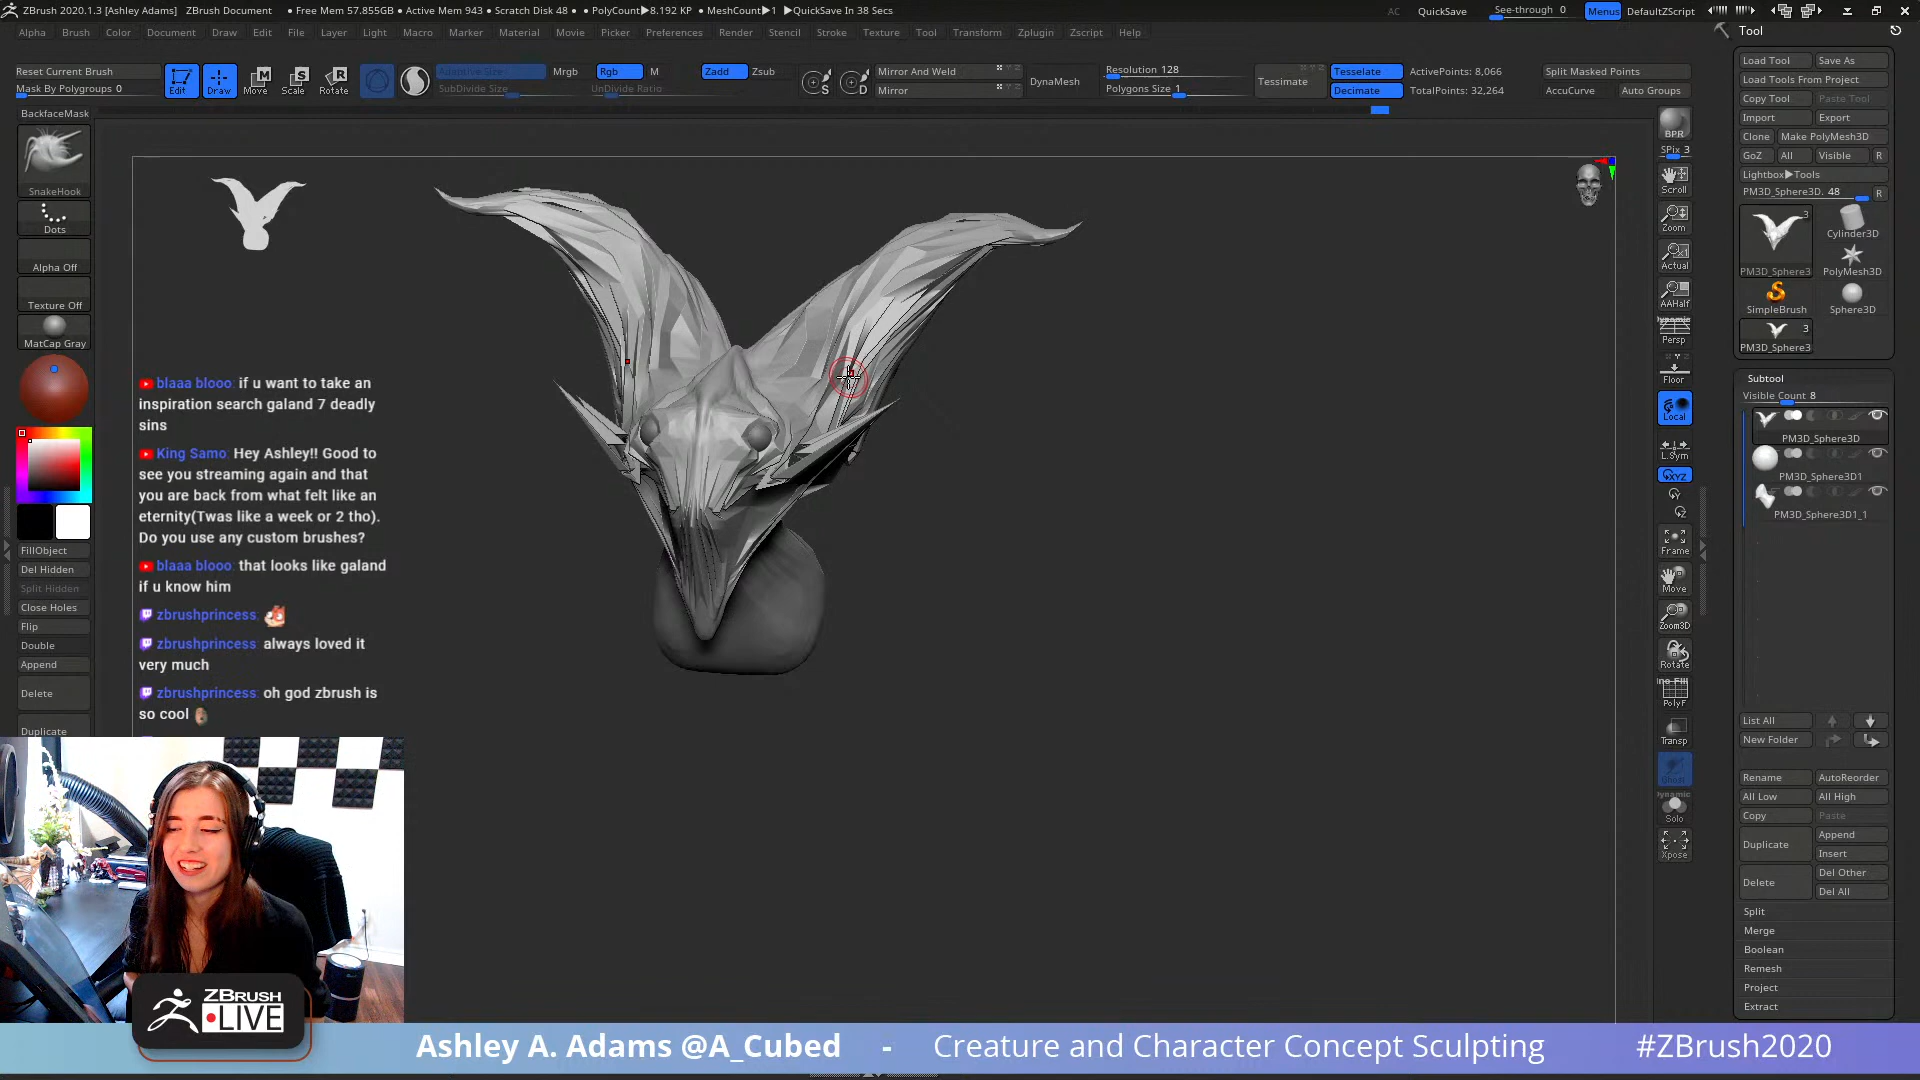 ZBrush 2020.1.3 [Ashley Adams] ZBrush Document • Free Mem 57.855GB • Active Mem 943 • Scratch Disk 48 • PolyCount▶8.192 KP • MeshCount▶1 ▶QuickSave In 38 Secs AC QuickSave See-through 0 Menus DefaultZScript
Alpha Brush Color Document Draw Edit File Layer Light Macro Marker Material Movie Picker Preferences Render Stencil Stroke Texture Tool Transform Zplugin Zscript Help
Tool
Reset Current Brush
Mask By Polygroups 0
Edit Draw Move Scale Rotate
Adaptive Size
SubDivide Size
Mrgb Rgb M
UnDivide Ratio
Zadd Zsub
S D
Mirror And Weld
Mirror
DynaMesh
Resolution 128
Polygons Size 1
Tessimate
Tesselate
Decimate
ActivePoints: 8,066
TotalPoints: 32,264
Split Masked Points
AccuCurve Auto Groups
BackfaceMask
SnakeHook
Dots
Alpha Off
Texture Off
MatCap Gray
FillObject
Del Hidden
Split Hidden
Close Holes
Flip
Double
Append
Delete
Duplicate
blaaa blooo: if u want to take an
inspiration search galand 7 deadly
sins
King Samo: Hey Ashley!! Good to
see you streaming again and that
you are back from what felt like an
eternity(Twas like a week or 2 tho).
Do you use any custom brushes?
blaaa blooo: that looks like galand
if u know him
zbrushprincess:
zbrushprincess: always loved it
very much
zbrushprincess: oh god zbrush is
so cool
BPR
SPix 3
Scroll
Zoom
Actual
AAHalf
Dynamic
Persp
Floor
Local
L.Sym
XYZ
Frame
Move
Zoom3D
Rotate
PolyF
Transp
Ghost
Dynamic
Solo
Xpose
Load Tool Save As
Load Tools From Project
Copy Tool Paste Tool
Import Export
Clone Make PolyMesh3D
GoZ All Visible R
Lightbox▶Tools
PM3D_Sphere3D. 48 R
3
PM3D_Sphere3
Cylinder3D
PolyMesh3D
SimpleBrush
Sphere3D
3
PM3D_Sphere3
Subtool
Visible Count 8
PM3D_Sphere3D
PM3D_Sphere3D1
PM3D_Sphere3D1_1
List All
New Folder
Rename AutoReorder
All Low All High
Copy Paste
Duplicate Append
Insert
Delete Del Other
Del All
Split
Merge
Boolean
Remesh
Project
Extract
ZBRUSH
LIVE
Ashley A. Adams @A_Cubed - Creature and Character Concept Sculpting #ZBrush2020